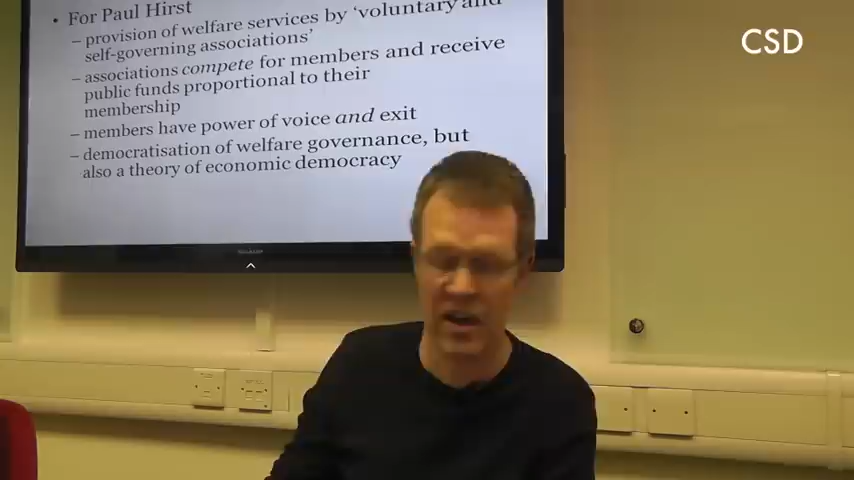 • For Paul Hirst
– provision of welfare services by 'voluntary and
self-governing associations'
– associations compete for members and receive
public funds proportional to their
membership
– members have power of voice and exit
– democratisation of welfare governance, but
also a theory of economic democracy
CSD